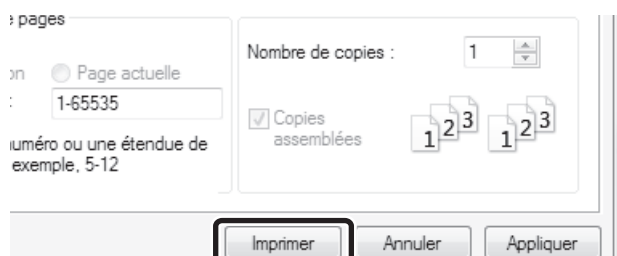 e pages
on Page actuelle
: 1-65535
numéro ou une étendue de
exemple, 5-12
Nombre de copies : 1
Copies
assemblées
1 2 3 1 2 3
Imprimer Annuler Appliquer